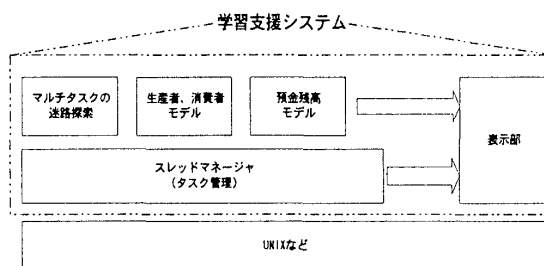 学習支援システム
マルチタスクの
迷路探索
生産者、消費者
モデル
預金残高
モデル
表示部
スレッドマネージャ
(タスク管理)
UNIXなど